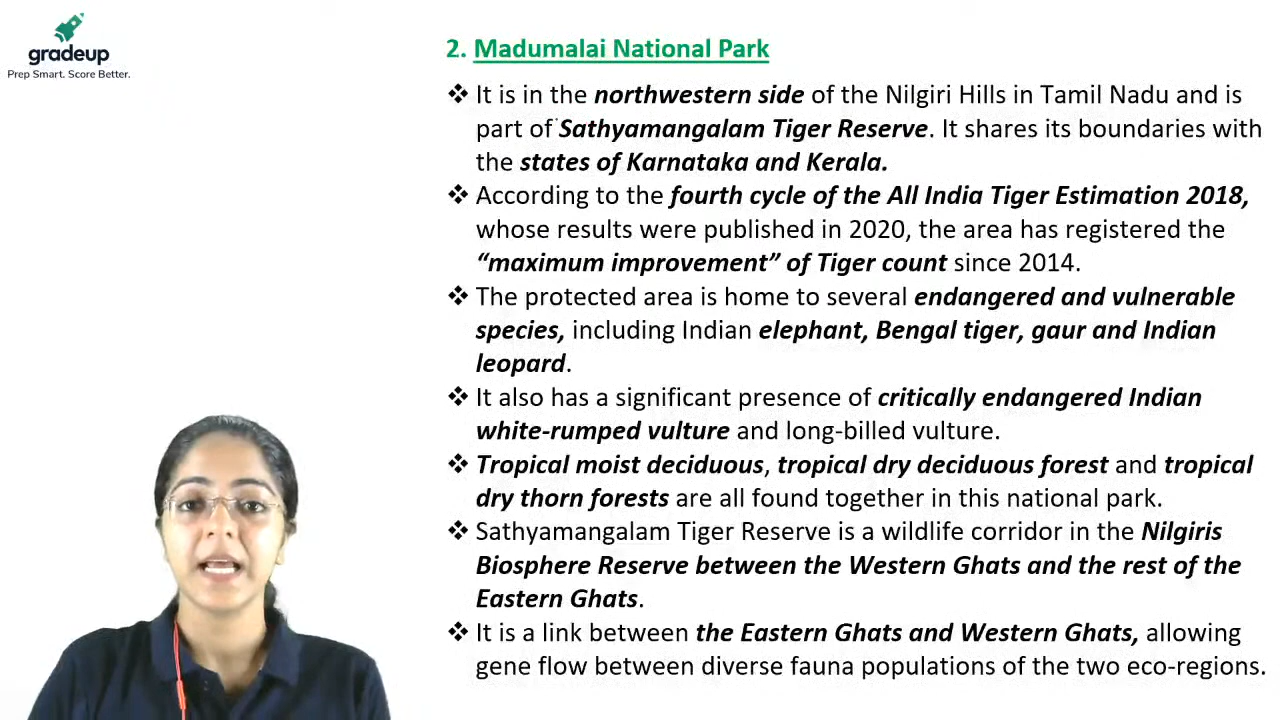 gradeup
Prep Smart. Score Better.
2. Madumalai National Park
❖ It is in the northwestern side of the Nilgiri Hills in Tamil Nadu and is
part of Sathyamangalam Tiger Reserve. It shares its boundaries with
the states of Karnataka and Kerala.
❖ According to the fourth cycle of the All India Tiger Estimation 2018,
whose results were published in 2020, the area has registered the
“maximum improvement” of Tiger count since 2014.
❖ The protected area is home to several endangered and vulnerable
species, including Indian elephant, Bengal tiger, gaur and Indian
leopard.
❖ It also has a significant presence of critically endangered Indian
white-rumped vulture and long-billed vulture.
❖ Tropical moist deciduous, tropical dry deciduous forest and tropical
dry thorn forests are all found together in this national park.
❖ Sathyamangalam Tiger Reserve is a wildlife corridor in the Nilgiris
Biosphere Reserve between the Western Ghats and the rest of the
Eastern Ghats.
❖ It is a link between the Eastern Ghats and Western Ghats, allowing
gene flow between diverse fauna populations of the two eco-regions.